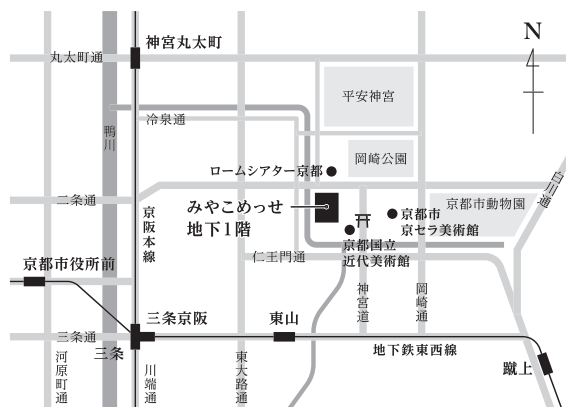 神宮丸太町
N
丸太町通
平安神宮
鴨川
冷泉通
岡崎公園
ロームシアター京都
白川通
二条通
みやこめっせ
地下1階
京都市動物園
京都市
京セラ美術館
京阪本線
京都国立
近代美術館
仁王門通
京都市役所前
神宮道
岡崎通
三条京阪
東山
三条通
三条
地下鉄東西線
蹴上
河原町通
川端通
東大路通